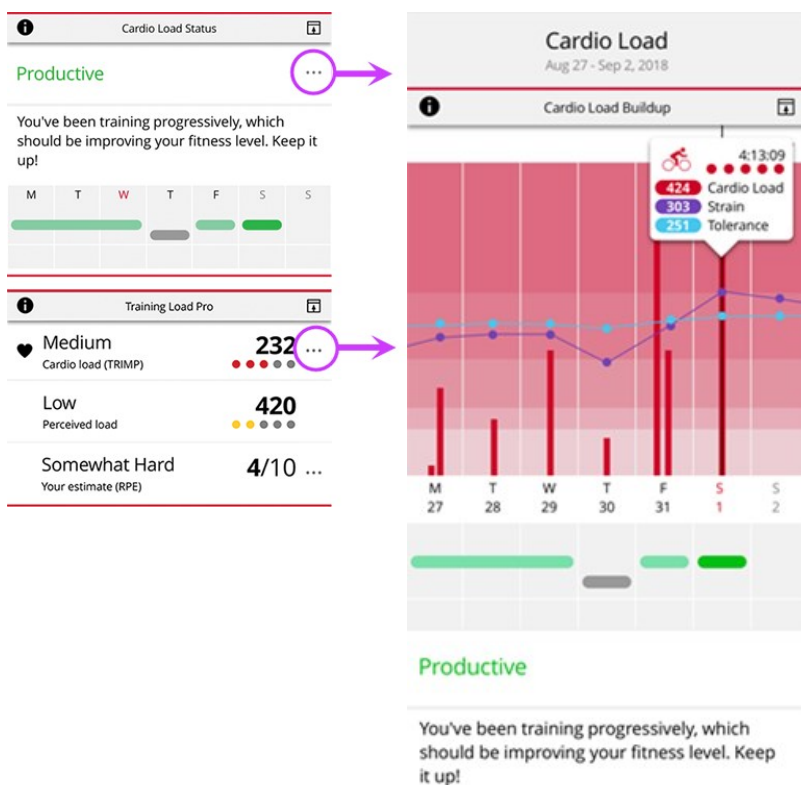 Cardio Load Status
Productive
You've been training progressively, which
should be improving your fitness level. Keep it
up!
M T W T F S S
Training Load Pro
Medium 232
Cardio load (TRIMP)
Low 420
Perceived load
Somewhat Hard 4/10
Your estimate (RPE)
Cardio Load
Aug 27 - Sep 2, 2018
Cardio Load Buildup
4:13:09
424 Cardio Load
303 Strain
251 Tolerance
M T W T F S S
27 28 29 30 31 1 2
Productive
You've been training progressively, which
should be improving your fitness level. Keep
it up!